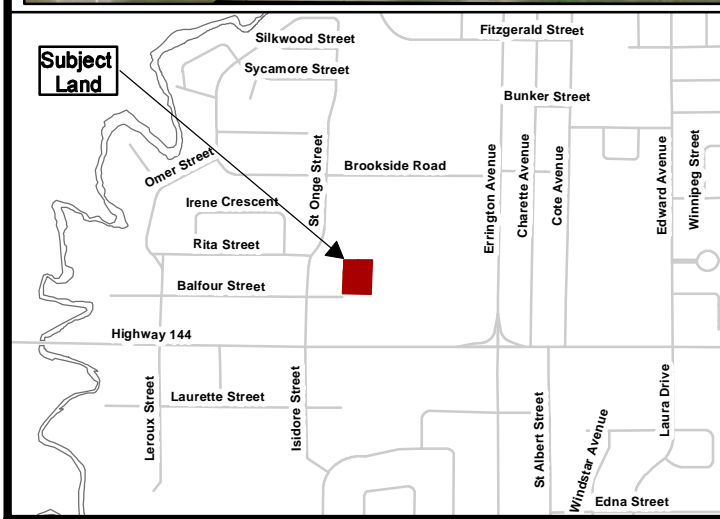 Subject
Land
Silkwood Street
Fitzgerald Street
Sycamore Street
Bunker Street
Omer Street
St Onge Street
Brookside Road
Errington Avenue
Charette Avenue
Cote Avenue
Edward Avenue
Winnipeg Street
Irene Crescent
Rita Street
Balfour Street
Highway 144
Leroux Street
Laurette Street
Isidore Street
St Albert Street
Windstar Avenue
Laura Drive
Edna Street